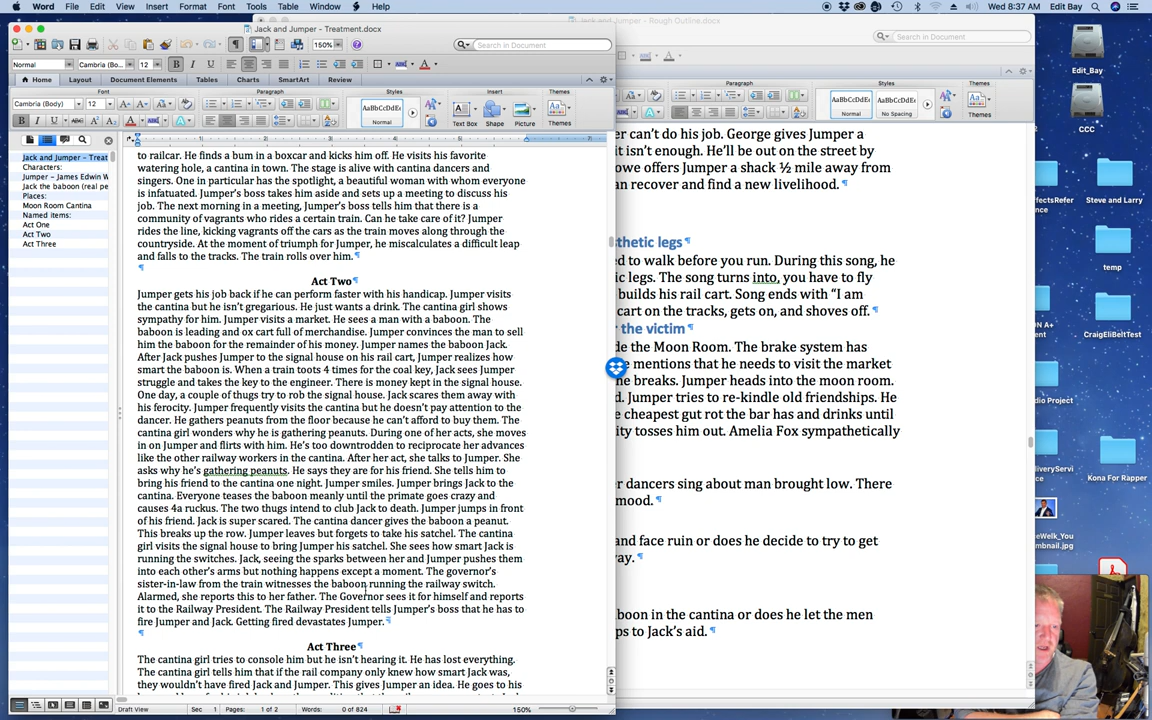 Word File Edit View Insert Format Font Tools Table Window Help
Wed 8:37 AM Edit Bay
Jack and Jumper - Treatment.docx
Jack and Jumper - Rough Outline.docx
150%
Search in Document
Search in Document
Normal
Cambria (Bo...
12
Home Layout Document Elements Tables Charts SmartArt Review
Font Paragraph Styles Insert Themes
Cambria (Body)
12
AaBbCcDdEe
Normal
Text Box Shape Picture Themes
Paragraph Styles Themes
AaBbCcDdEe AaBbCcDdEe
Normal No Spacing
Themes
Jack and Jumper - Treat
Characters:
Jumper – James Edwin W
Jack the baboon (real pe
Places:
Moon Room Cantina
Named items:
Act One
Act Two
Act Three
to railcar. He finds a bum in a boxcar and kicks him off. He visits his favorite
watering hole, a cantina in town. The stage is alive with cantina dancers and
singers. One in particular has the spotlight, a beautiful woman with whom everyone
is infatuated. Jumper's boss takes him aside and sets up a meeting to discuss his
job. The next morning in a meeting, Jumper's boss tells him that there is a
community of vagrants who rides a certain train. Can he take care of it? Jumper
rides the line, kicking vagrants off the cars as the train moves along through the
countryside. At the moment of triumph for Jumper, he miscalculates a difficult leap
and falls to the tracks. The train rolls over him.¶
¶
Act Two¶
Jumper gets his job back if he can perform faster with his handicap. Jumper visits
the cantina but he isn't gregarious. He just wants a drink. The cantina girl shows
sympathy for him. Jumper visits a market. He sees a man with a baboon. The
baboon is leading and ox cart full of merchandise. Jumper convinces the man to sell
him the baboon for the remainder of his money. Jumper names the baboon Jack.
After Jack pushes Jumper to the signal house on his rail cart, Jumper realizes how
smart the baboon is. When a train toots 4 times for the coal key, Jack sees Jumper
struggle and takes the key to the engineer. There is money kept in the signal house.
One day, a couple of thugs try to rob the signal house. Jack scares them away with
his ferocity. Jumper frequently visits the cantina but he doesn't pay attention to the
dancer. He gathers peanuts from the floor because he can't afford to buy them. The
cantina girl wonders why he is gathering peanuts. During one of her acts, she moves
in on Jumper and flirts with him. He's too downtrodden to reciprocate her advances
like the other railway workers in the cantina. After her act, she talks to Jumper. She
asks why he's gathering peanuts. He says they are for his friend. She tells him to
bring his friend to the cantina one night. Jumper smiles. Jumper brings Jack to the
cantina. Everyone teases the baboon meanly until the primate goes crazy and
causes 4a ruckus. The two thugs intend to club Jack to death. Jumper jumps in front
of his friend. Jack is super scared. The cantina dancer gives the baboon a peanut.
This breaks up the row. Jumper leaves but forgets to take his satchel. The cantina
girl visits the signal house to bring Jumper his satchel. She sees how smart Jack is
running the switches. Jack, seeing the sparks between her and Jumper pushes them
into each other's arms but nothing happens except a moment. The governor's
sister-in-law from the train witnesses the baboon running the railway switch.
Alarmed, she reports this to her father. The Governor sees it for himself and reports
it to the Railway President. The Railway President tells Jumper's boss that he has to
fire Jumper and Jack. Getting fired devastates Jumper.¶
¶
Act Three¶
The cantina girl tries to console him but he isn't hearing it. He has lost everything.
The cantina girl tells him that if the rail company only knew how smart Jack was,
they wouldn't have fired Jack and Jumper. This gives Jumper an idea. He goes to his
Draft View Sec 1 Pages: 1 of 2 Words: 0 of 824 150%
er can't do his job. George gives Jumper a
it isn't enough. He'll be out on the street by
owe offers Jumper a shack ½ mile away from
an recover and find a new livelihood.¶
sthetic legs¶
ed to walk before you run. During this song, he
ic legs. The song turns into, you have to fly
builds his rail cart. Song ends with "I am
cart on the tracks, gets on, and shoves off.¶
r the victim¶
de the Moon Room. The brake system has
e mentions that he needs to visit the market
he breaks. Jumper heads into the moon room.
d. Jumper tries to re-kindle old friendships. He
e cheapest gut rot the bar has and drinks until
ity tosses him out. Amelia Fox sympathetically
r dancers sing about man brought low. There
mood.¶
and face ruin or does he decide to try to get
way.¶
boon in the cantina or does he let the men
ps to Jack's aid.¶
Edit_Bay
CCC
Steve and Larry
temp
CraigEliBeltTest
Kona For Rapper